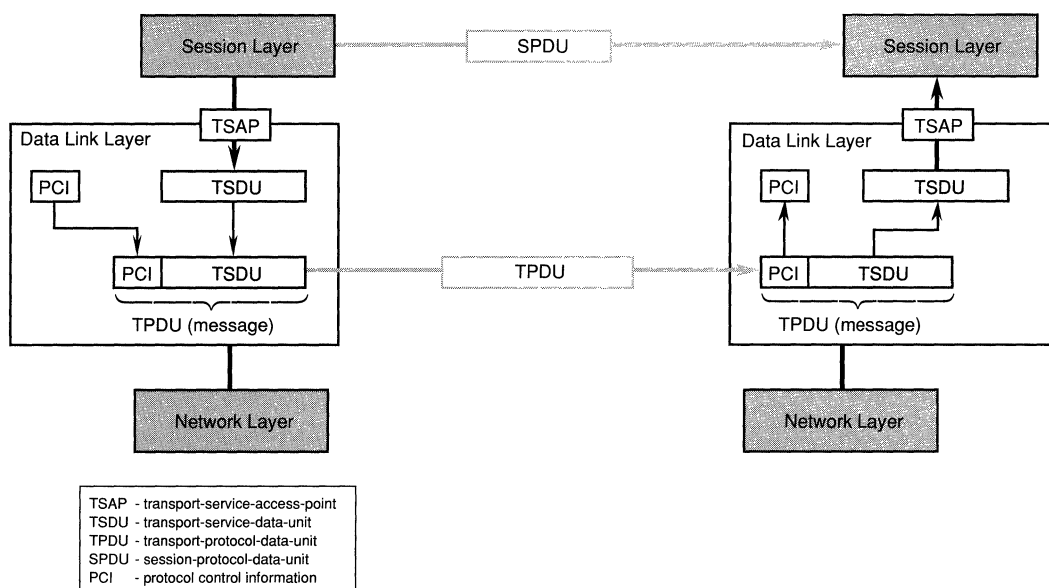 Session Layer
SPDU
Session Layer
TSAP
TSAP
Data Link Layer
Data Link Layer
PCI
TSDU
PCI
TSDU
PCI
TSDU
TPDU
PCI
TSDU
TPDU (message)
TPDU (message)
Network Layer
Network Layer
TSAP - transport-service-access-point
TSDU - transport-service-data-unit
TPDU - transport-protocol-data-unit
SPDU - session-protocol-data-unit
PCI - protocol control information